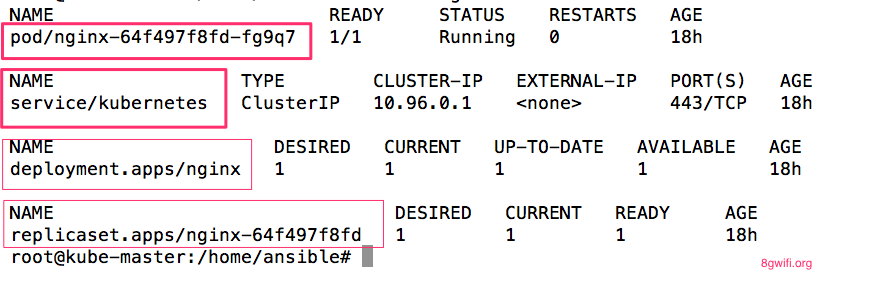 NAME READY STATUS RESTARTS AGE
pod/nginx-64f497f8fd-fg9q7 1/1 Running 0 18h
NAME TYPE CLUSTER-IP EXTERNAL-IP PORT(S) AGE
service/kubernetes ClusterIP 10.96.0.1 <none> 443/TCP 18h
NAME DESIRED CURRENT UP-TO-DATE AVAILABLE AGE
deployment.apps/nginx 1 1 1 1 18h
NAME DESIRED CURRENT READY AGE
replicaset.apps/nginx-64f497f8fd 1 1 1 18h
root@kube-master:/home/ansible#
8gwifi.org